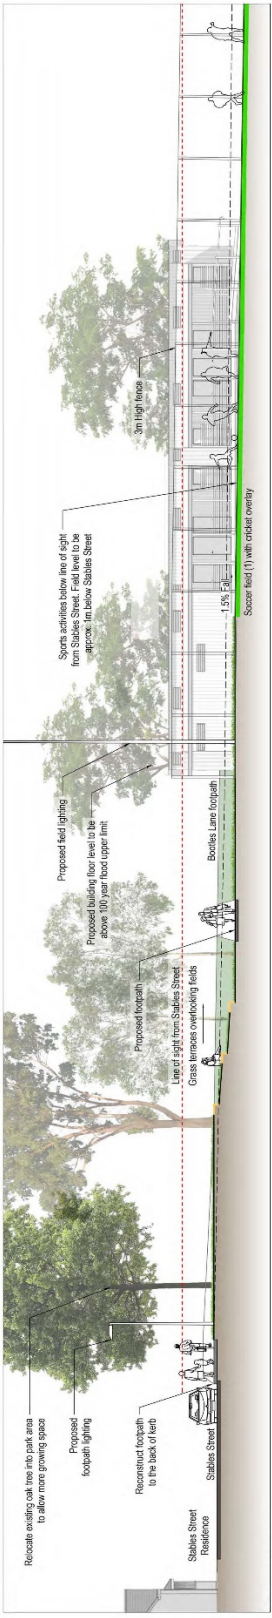 Relocate existing oak tree into park area
to allow more growing space
Proposed
footpath lighting
Reconstruct footpath
to the back of kerb
Stables Street
Residence
Stables Street
Proposed footpath
Line of sight from Stables Street
Grass terraces overlooking fields
Proposed field lighting
Proposed building floor level to be
above 100 year flood upper limit
Bootles Lane footpath
Sports activities below line of sight
from Stables Street. Field level to be
approx. 1m below Stables Street
3m High fence
1.5% Fall
Soccer field (1) with cricket overlay